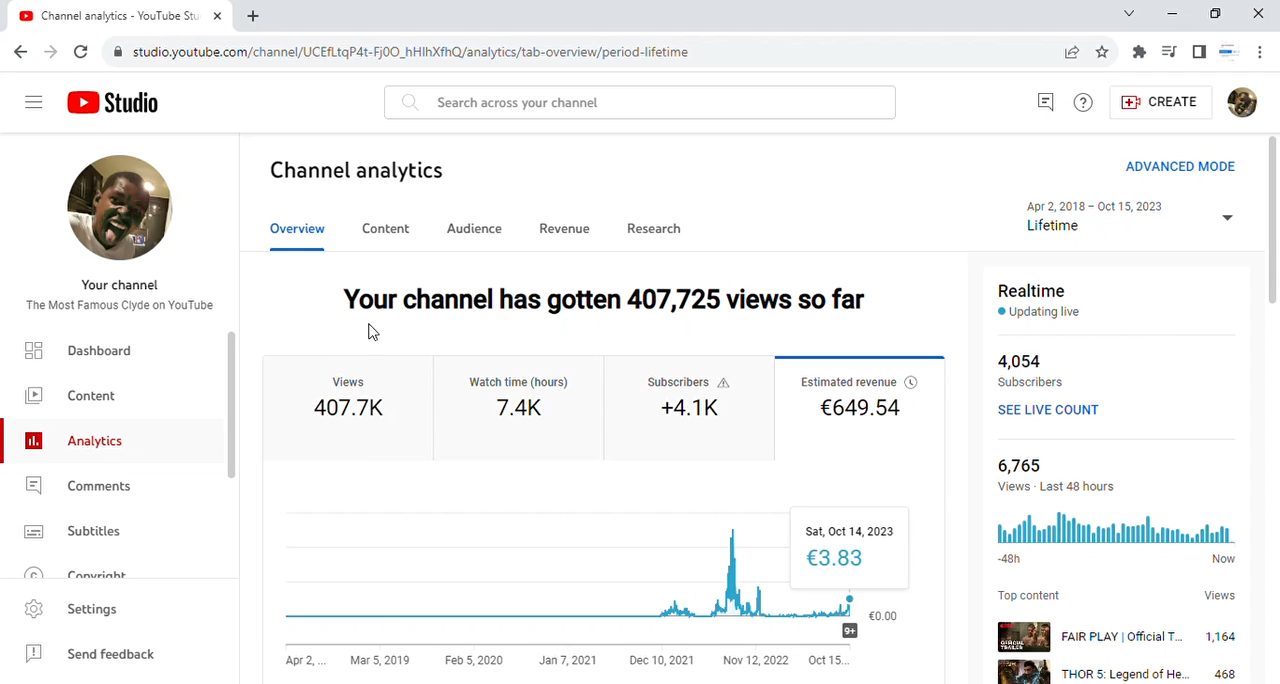 Channel analytics - YouTube Stu
studio.youtube.com/channel/UCEfLtqP4t-Fj0O_hHIhXfhQ/analytics/tab-overview/period-lifetime
Studio
Search across your channel
CREATE
Your channel
The Most Famous Clyde on YouTube
Dashboard
Content
Analytics
Comments
Subtitles
Copyright
Settings
Send feedback
Channel analytics
ADVANCED MODE
Apr 2, 2018 – Oct 15, 2023
Lifetime
Overview Content Audience Revenue Research
Your channel has gotten 407,725 views so far
Views
407.7K
Watch time (hours)
7.4K
Subscribers
+4.1K
Estimated revenue
€649.54
Sat, Oct 14, 2023
€3.83
€0.00
9+
Apr 2, ... Mar 5, 2019 Feb 5, 2020 Jan 7, 2021 Dec 10, 2021 Nov 12, 2022 Oct 15...
Realtime
Updating live
4,054
Subscribers
SEE LIVE COUNT
6,765
Views · Last 48 hours
-48h Now
Top content Views
FAIR PLAY | Official T... 1,164
THOR 5: Legend of He... 468